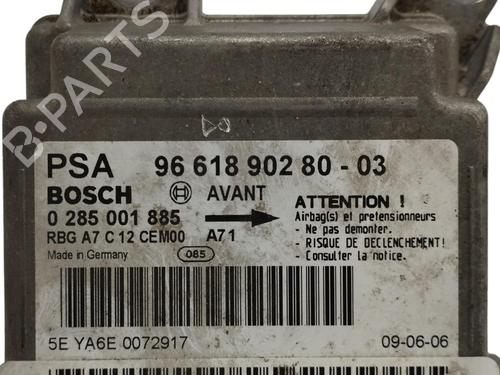 PSA 96 618 902 80 - 03
BOSCH AVANT
0 285 001 885
RBG A7 C 12 CEM00 A71
Made in Germany 085
ATTENTION !
Airbag(s) et pretensionneurs
- Ne pas demonter.
- RISQUE DE DECLENCHEMENT!
- Consulter la notice.
5E YA6E 0072917 09-06-06
B-PARTS